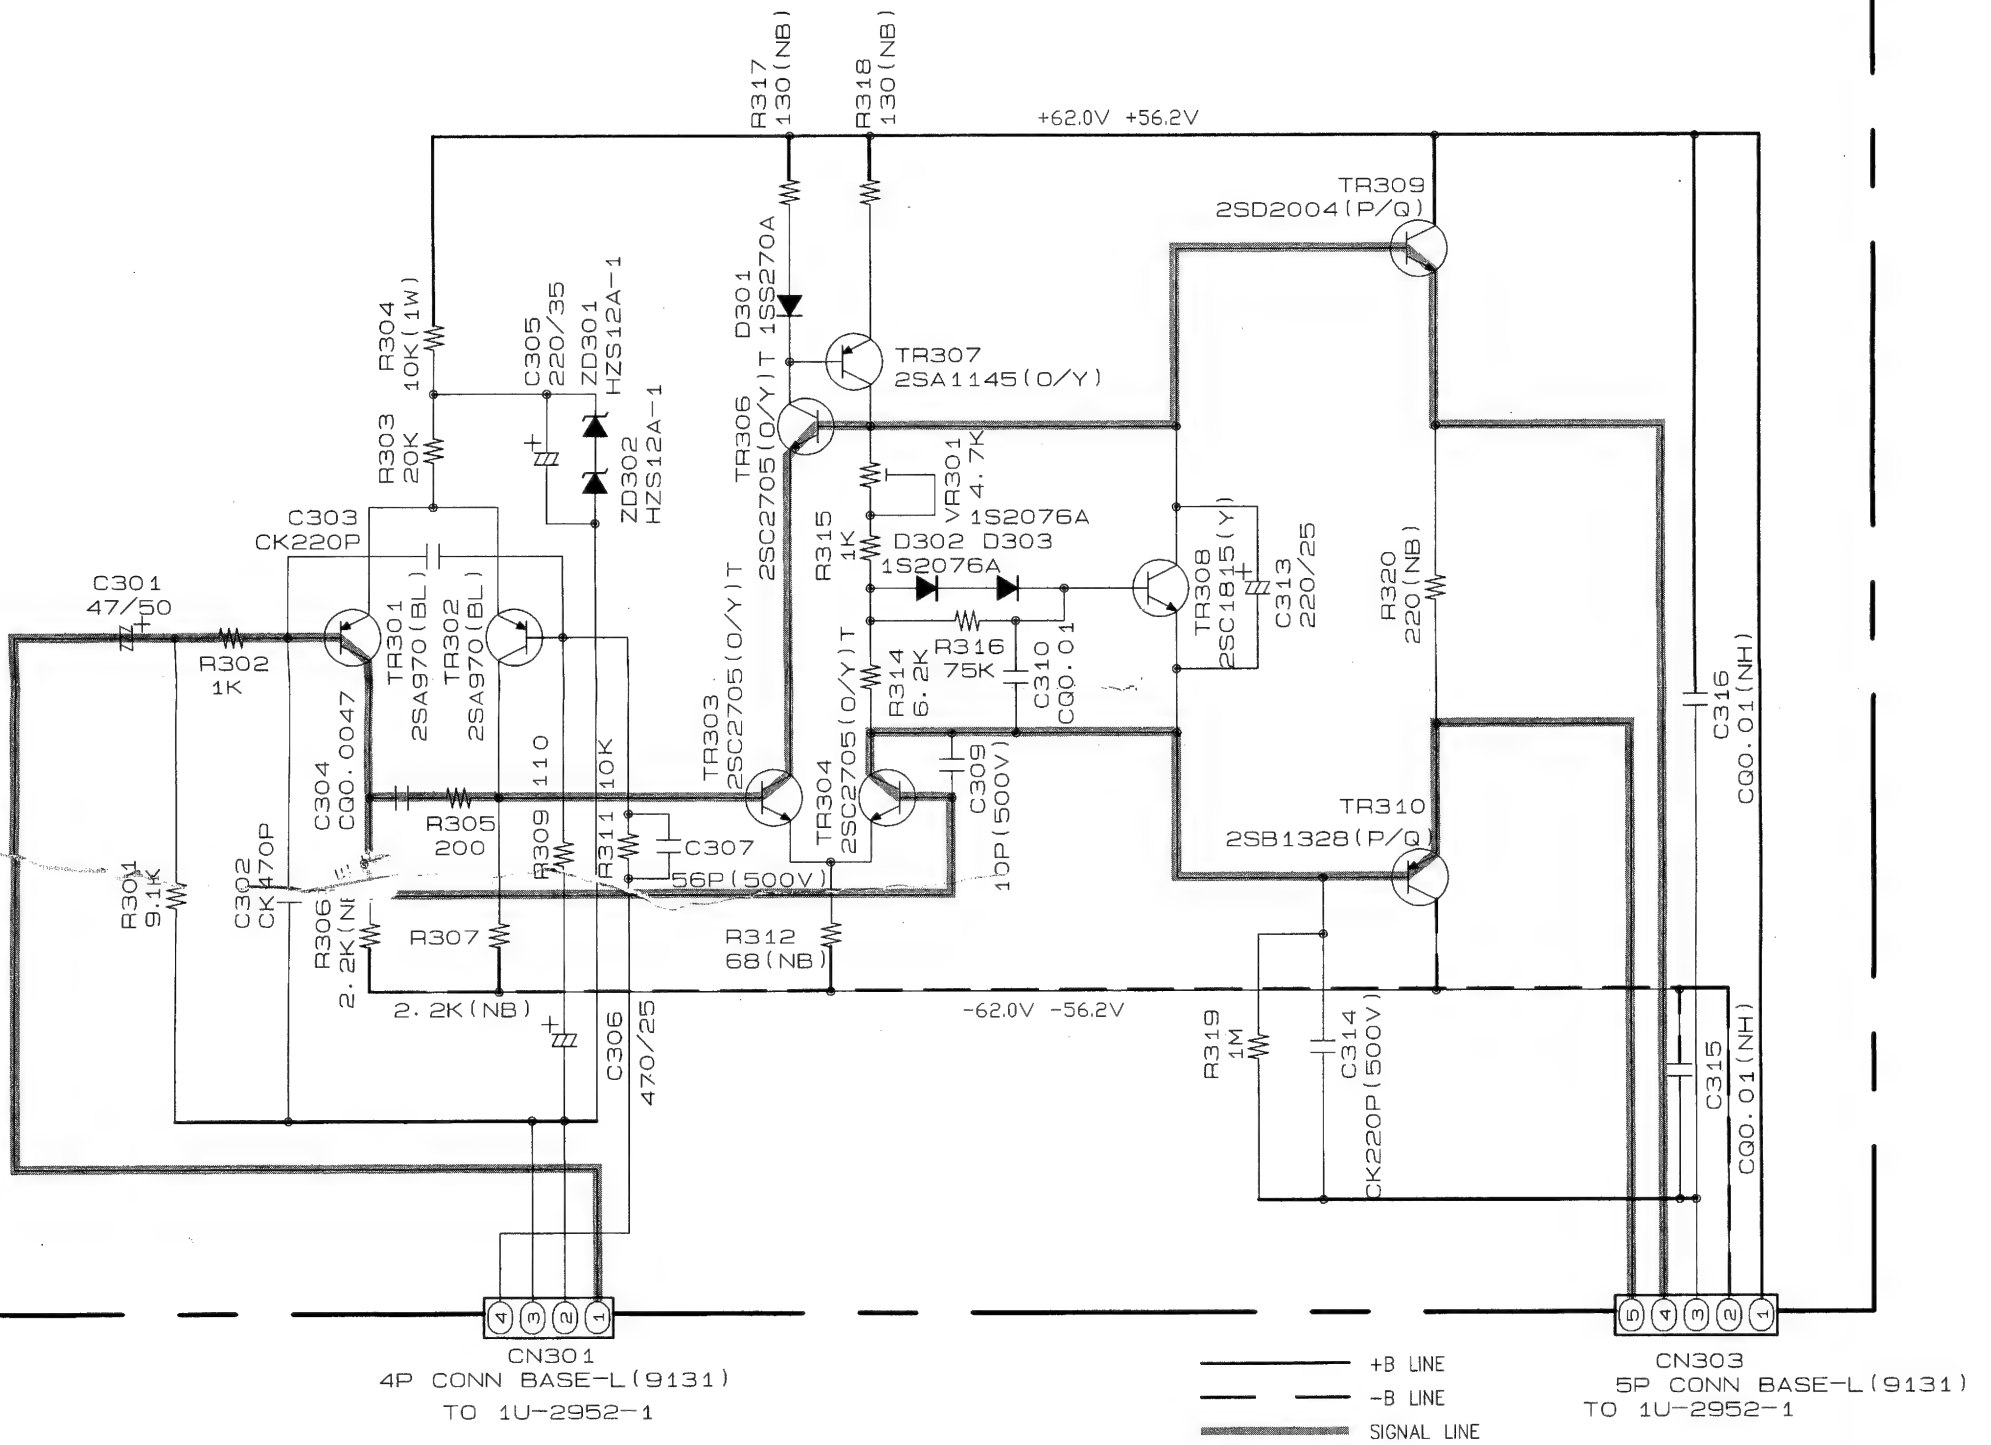 R317
130(NB)
R318
130(NB)
+62.0V +56.2V
TR309
2SD2004(P/Q)
R304
10K(1W)
C305
220/35
ZD301
HZS12A-1
D301
1SS270A
TR307
2SA1145(O/Y)
R303
20K
ZD302
HZS12A-1
TR306
2SC2705(O/Y)T
VR301
4.7K
C303
CK220P
R315
1K
1S2076A
D302 D303
1S2076A
TR308
2SC1815(Y)
C313
220/25
R320
220(NB)
C301
47/50
+
R302
1K
TR301
2SA970(BL)
TR302
2SA970(BL)
R316
75K
C310
CQ0.01
R314
6.2K
C316
CQ0.01(NH)
TR303
2SC2705(O/Y)T
TR304
2SC2705(O/Y)T
C304
CQ0.0047
R305
200
R309 110
R311 10K
C307
56P(500V)
C309
10P(500V)
TR310
2SB1328(P/Q)
R301
9.1K
C302
CK470P
R306
2.2K(NB
R307
2.2K(NB)
R312
68(NB)
-62.0V -56.2V
C306
470/25
R319
1M
C314
CK220P(500V)
C315
CQ0.01(NH)
4 3 2 1
CN301
4P CONN BASE-L(9131)
TO 1U-2952-1
5 4 3 2 1
CN303
5P CONN BASE-L(9131)
TO 1U-2952-1
+B LINE
-B LINE
SIGNAL LINE